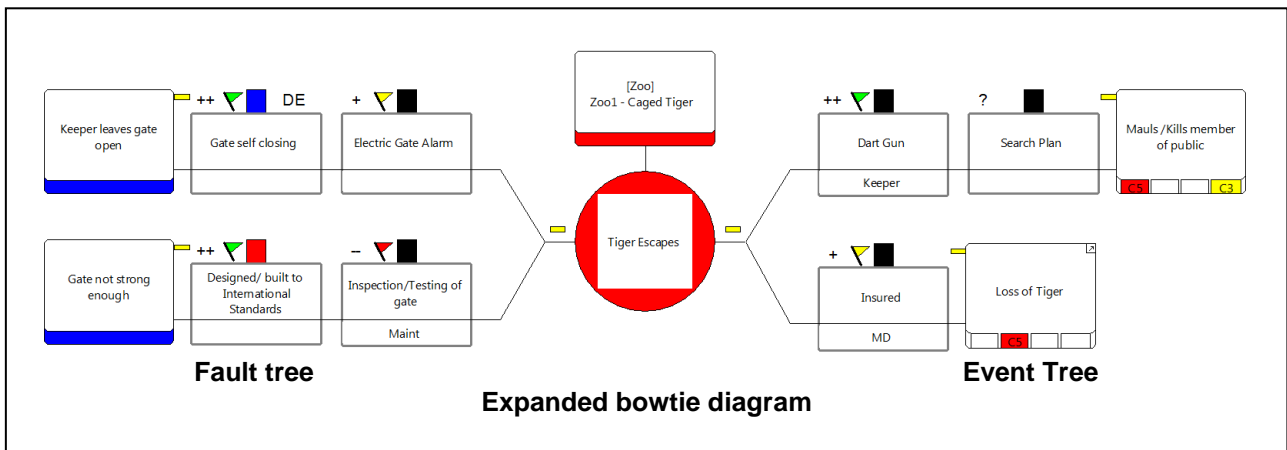 [Zoo]
Zoo1 - Caged Tiger
++
DE
+
++
?
Keeper leaves gate
open
Gate self closing
Electric Gate Alarm
Dart Gun
Keeper
Search Plan
Mauls /Kills member
of public
C5
C3
Tiger Escapes
++
–
+
Gate not strong
enough
Designed/ built to
International
Standards
Inspection/Testing of
gate
Maint
Insured
MD
Loss of Tiger
C5
Fault tree
Event Tree
Expanded bowtie diagram